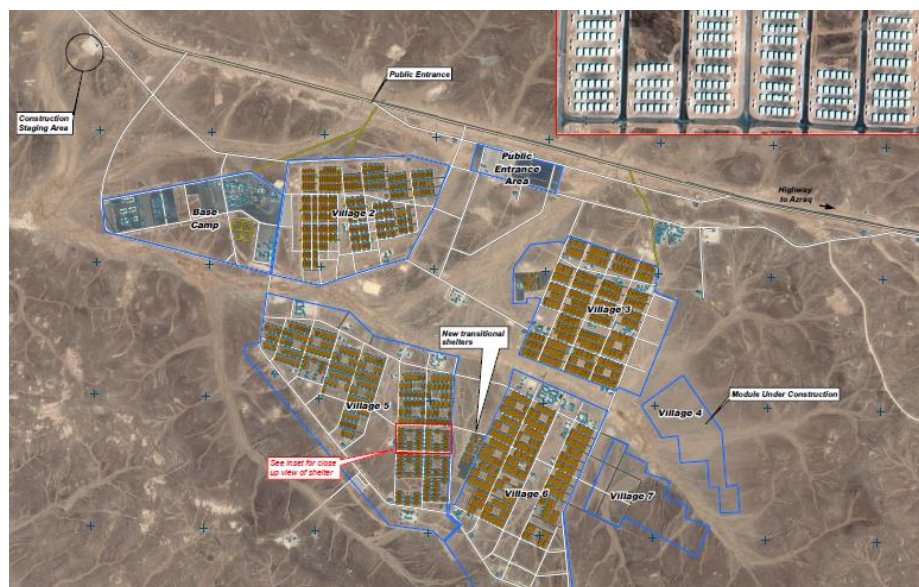 Public Entrance
Construction
Staging Area
Public
Entrance
Area
Highway
to Azraq
Base
Camp
Village 2
Village 3
New transitional
shelters
Module Under Construction
Village 4
Village 5
See inset for close
up view of shelter
Village 6
Village 7